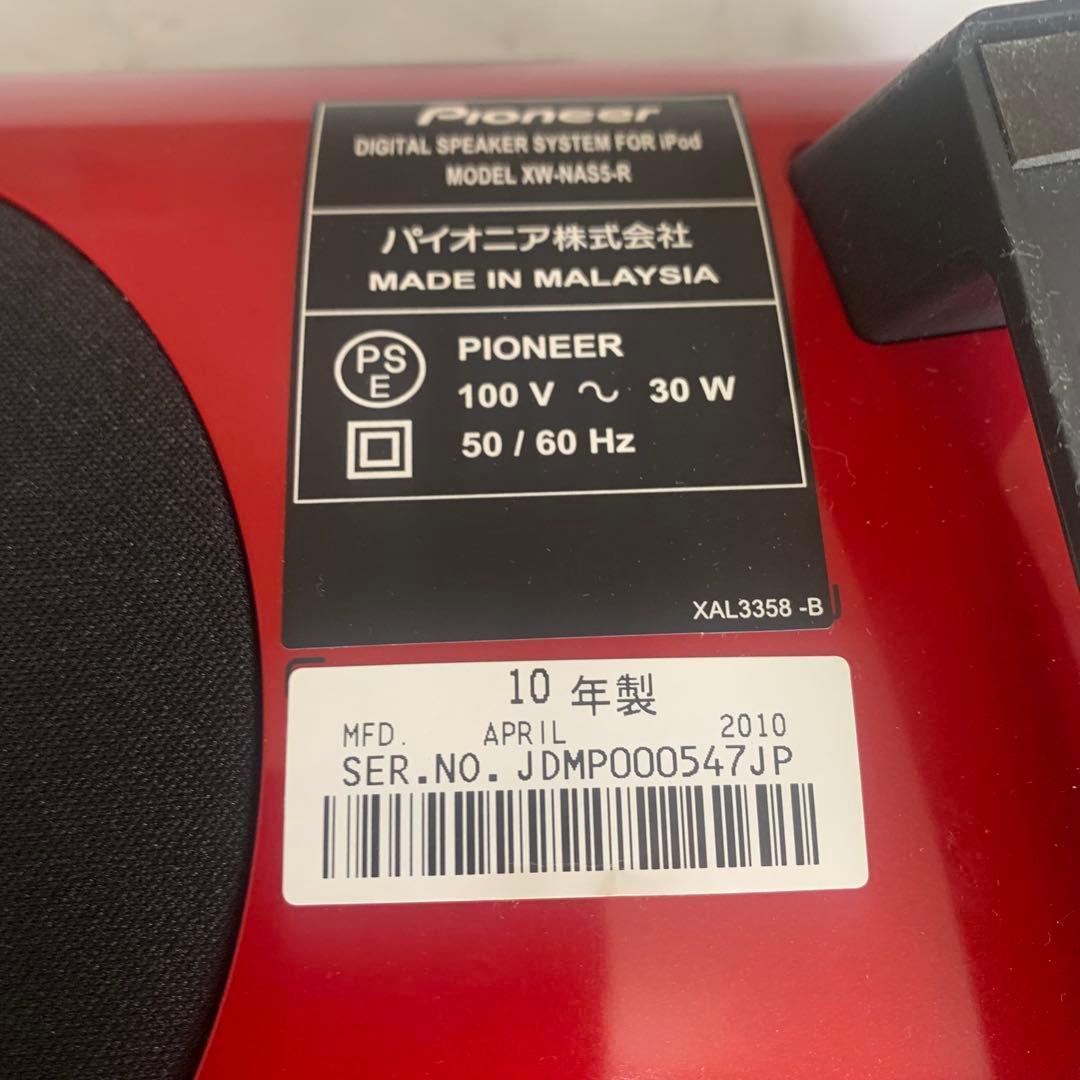 Pioneer
DIGITAL SPEAKER SYSTEM FOR iPod
MODEL XW-NAS5-R
パイオニア株式会社
MADE IN MALAYSIA
PS
E
PIONEER
100 V ～ 30 W
50 / 60 Hz
XAL3358 -B
10 年製
MFD. APRIL 2010
SER.NO. JDMP000547JP